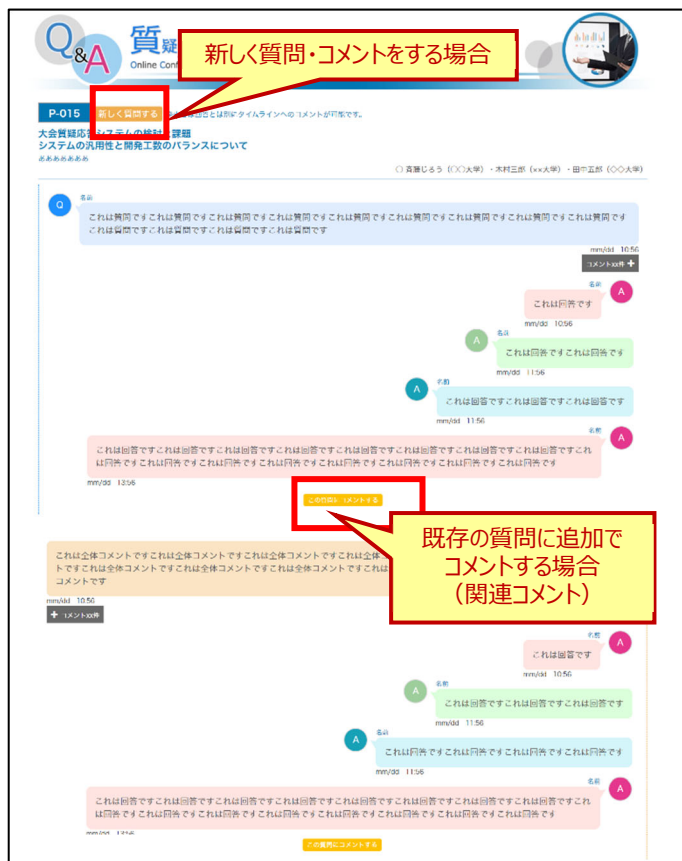 Q&A 質疑
Online Con
新しく質問・コメントをする場合
P-015 新しく質問する とは別にタイムラインへのコメントが可能です。
大会質疑応答システムの検討 課題
システムの汎用性と開発工数のバランスについて
あああああああ
〇 斉藤じろう(〇〇大学)・木村三郎(xx大学)・田中五郎(◇◇大学)
Q 名前
これは質問ですこれは質問ですこれは質問ですこれは質問ですこれは質問ですこれは質問ですこれは質問ですこれは質問ですこれは質問です
これは質問ですこれは質問ですこれは質問ですこれは質問です
mm/dd 10:56
コメントxx件 +
名前 A
これは回答です
mm/dd 10:56
A 名前
これは回答ですこれは回答です
mm/dd 11:56
A 名前
これは回答ですこれは回答ですこれは回答です
mm/dd 11:56
名前 A
これは回答ですこれは回答ですこれは回答ですこれは回答ですこれは回答ですこれは回答ですこれは回答ですこれは回答ですこれ
は回答ですこれは回答ですこれは回答ですこれは回答ですこれは回答ですこれは回答ですこれは回答です
mm/dd 13:56
この質問にコメントする
既存の質問に追加で
コメントする場合
(関連コメント)
これは全体コメントですこれは全体コメントですこれは全体コメントですこれは全体
トですこれは全体コメントですこれは全体コメントですこれは全体コメントですこれは
コメントです
mm/dd 10:56
+ コメントxx件
名前 A
これは回答です
mm/dd 10:56
A 名前
これは回答ですこれは回答ですこれは回答です
mm/dd 11:56
A 名前
これは回答ですこれは回答ですこれは回答ですこれは回答です
mm/dd 11:56
名前 A
これは回答ですこれは回答ですこれは回答ですこれは回答ですこれは回答ですこれは回答ですこれは回答ですこれは回答ですこれ
は回答ですこれは回答ですこれは回答ですこれは回答ですこれは回答ですこれは回答ですこれは回答です
mm/dd 13:56
この質問にコメントする